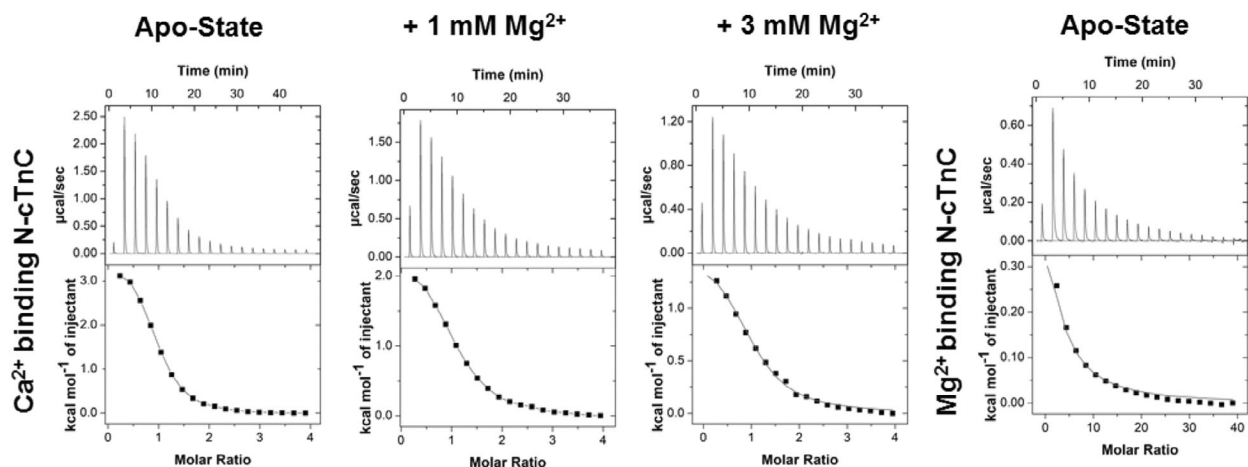 Apo-State
+ 1 mM Mg²⁺
+ 3 mM Mg²⁺
Apo-State
Ca²⁺ binding N-cTnC
Time (min)
0 10 20 30 40
2.50
2.00
1.50
1.00
0.50
0.00
µcal/sec
3.0
2.0
1.0
0.0
kcal mol⁻¹ of injectant
0 1 2 3 4
Molar Ratio
Time (min)
0 10 20 30
1.50
1.00
0.50
0.00
µcal/sec
2.0
1.0
0.0
kcal mol⁻¹ of injectant
0 1 2 3 4
Molar Ratio
Time (min)
0 10 20 30
1.20
0.80
0.40
0.00
µcal/sec
1.5
1.0
0.5
0.0
kcal mol⁻¹ of injectant
0 1 2 3 4
Molar Ratio
Mg²⁺ binding N-cTnC
Time (min)
0 10 20 30
0.60
0.40
0.20
0.00
µcal/sec
0.30
0.20
0.10
0.00
kcal mol⁻¹ of injectant
0 10 20 30 40
Molar Ratio